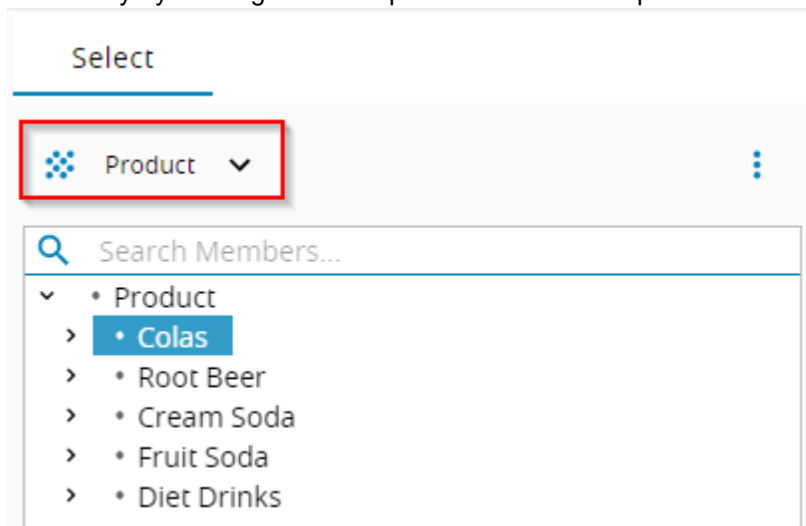 Select
Product
Search Members...
Product
Colas
Root Beer
Cream Soda
Fruit Soda
Diet Drinks